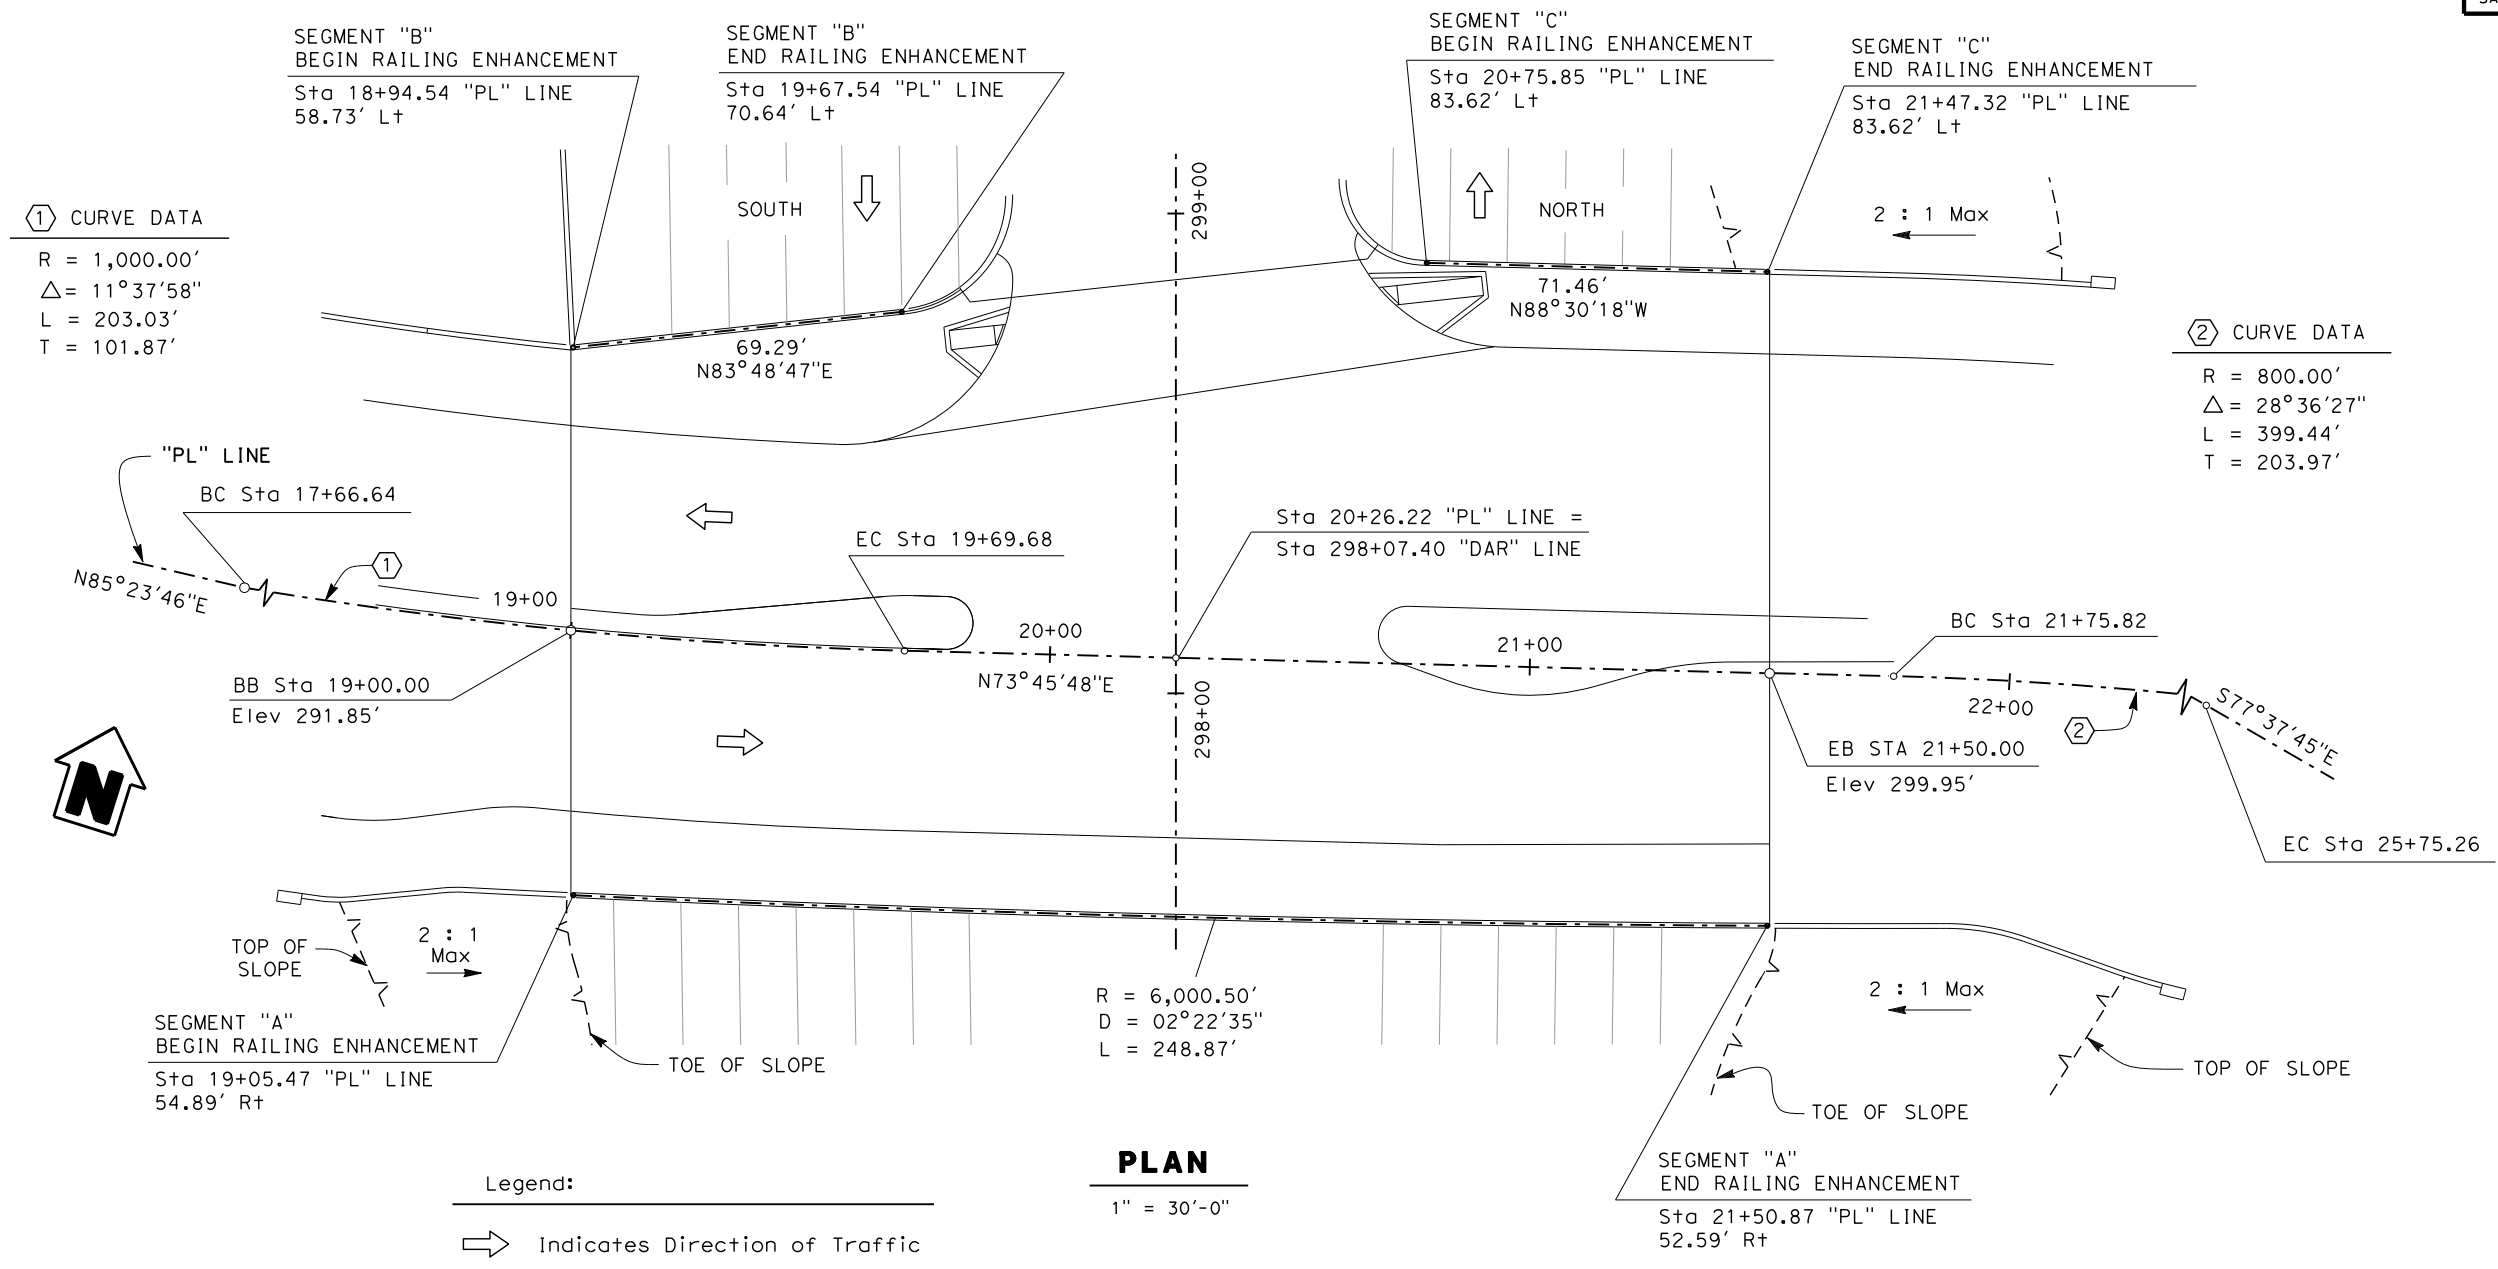 SEGMENT "B"
BEGIN RAILING ENHANCEMENT
Sta 18+94.54 "PL" LINE
58.73' Lt
SEGMENT "B"
END RAILING ENHANCEMENT
Sta 19+67.54 "PL" LINE
70.64' Lt
SEGMENT "C"
BEGIN RAILING ENHANCEMENT
Sta 20+75.85 "PL" LINE
83.62' Lt
SEGMENT "C"
END RAILING ENHANCEMENT
Sta 21+47.32 "PL" LINE
83.62' Lt
1 CURVE DATA
R = 1,000.00'
△= 11°37'58"
L = 203.03'
T = 101.87'
SOUTH
299+00
NORTH
2 : 1 Max
71.46'
N88°30'18"W
69.29'
N83°48'47"E
2 CURVE DATA
R = 800.00'
△= 28°36'27"
L = 399.44'
T = 203.97'
"PL" LINE
BC Sta 17+66.64
N85°23'46"E
1
19+00
EC Sta 19+69.68
Sta 20+26.22 "PL" LINE =
Sta 298+07.40 "DAR" LINE
20+00
N73°45'48"E
21+00
BC Sta 21+75.82
BB Sta 19+00.00
Elev 291.85'
298+00
22+00
2
S77°37'45"E
EB STA 21+50.00
Elev 299.95'
EC Sta 25+75.26
N
TOP OF
SLOPE
2 : 1
Max
SEGMENT "A"
BEGIN RAILING ENHANCEMENT
Sta 19+05.47 "PL" LINE
54.89' Rt
TOE OF SLOPE
R = 6,000.50'
D = 02°22'35"
L = 248.87'
2 : 1 Max
TOP OF SLOPE
TOE OF SLOPE
SEGMENT "A"
END RAILING ENHANCEMENT
Sta 21+50.87 "PL" LINE
52.59' Rt
PLAN
1" = 30'-0"
Legend:
Indicates Direction of Traffic